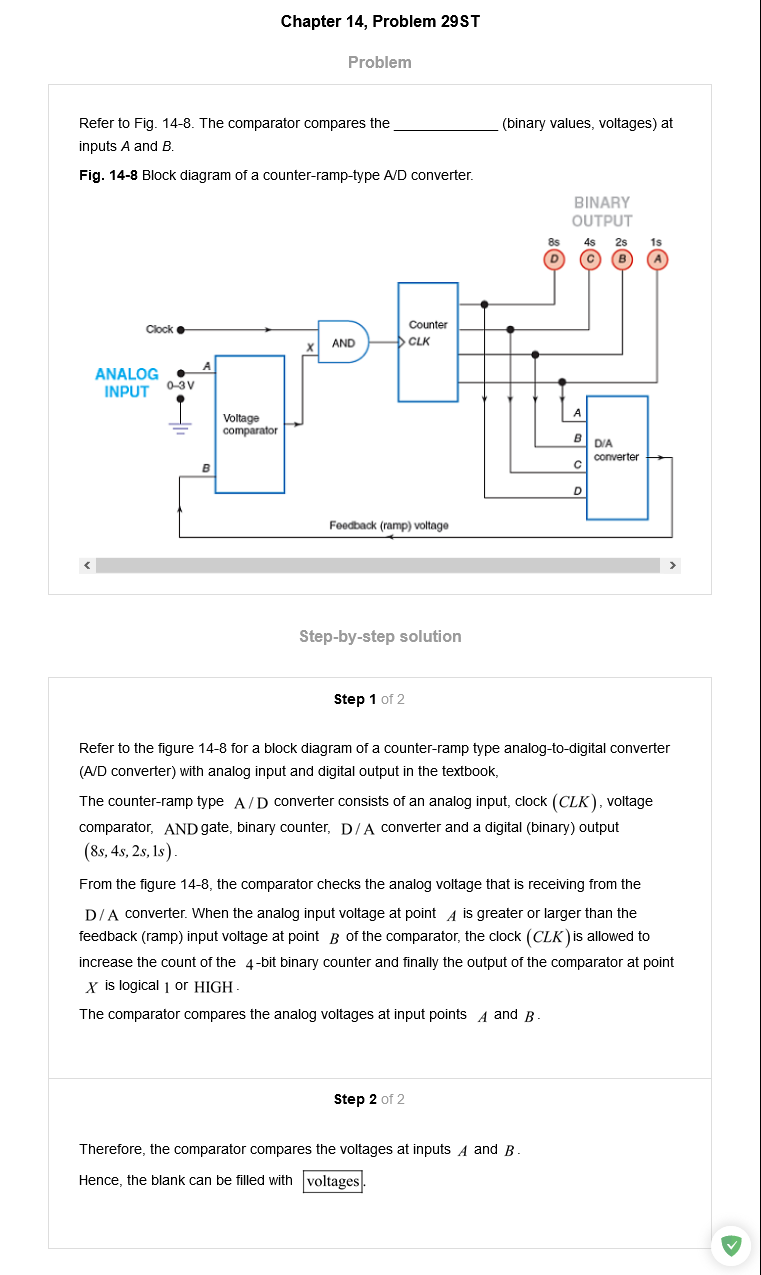 Chapter 14, Problem 29ST
Problem
Refer to Fig. 14-8. The comparator compares the ______________ (binary values, voltages) at
inputs A and B.
Fig. 14-8 Block diagram of a counter-ramp-type A/D converter.
BINARY
OUTPUT
8s 4s 2s 1s
D C B A
Clock
X
AND
Counter
CLK
ANALOG
INPUT
0–3 V
A
Voltage
comparator
B
A
B
C
D
D/A
converter
Feedback (ramp) voltage
Step-by-step solution
Step 1 of 2
Refer to the figure 14-8 for a block diagram of a counter-ramp type analog-to-digital converter
(A/D converter) with analog input and digital output in the textbook,
The counter-ramp type A/D converter consists of an analog input, clock (CLK), voltage
comparator, AND gate, binary counter, D/A converter and a digital (binary) output
(8s, 4s, 2s, 1s).
From the figure 14-8, the comparator checks the analog voltage that is receiving from the
D/A converter. When the analog input voltage at point A is greater or larger than the
feedback (ramp) input voltage at point B of the comparator, the clock (CLK) is allowed to
increase the count of the 4-bit binary counter and finally the output of the comparator at point
X is logical 1 or HIGH.
The comparator compares the analog voltages at input points A and B.
Step 2 of 2
Therefore, the comparator compares the voltages at inputs A and B.
Hence, the blank can be filled with voltages.